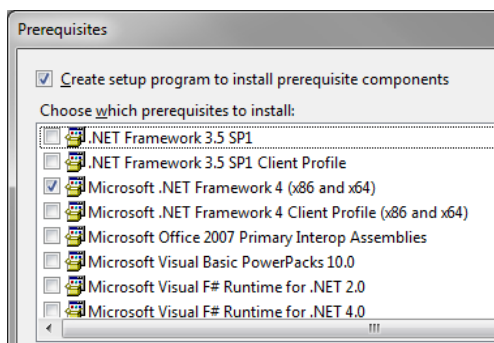 Prerequisites
Create setup program to install prerequisite components
Choose which prerequisites to install:
.NET Framework 3.5 SP1
.NET Framework 3.5 SP1 Client Profile
Microsoft .NET Framework 4 (x86 and x64)
Microsoft .NET Framework 4 Client Profile (x86 and x64)
Microsoft Office 2007 Primary Interop Assemblies
Microsoft Visual Basic PowerPacks 10.0
Microsoft Visual F# Runtime for .NET 2.0
Microsoft Visual F# Runtime for .NET 4.0